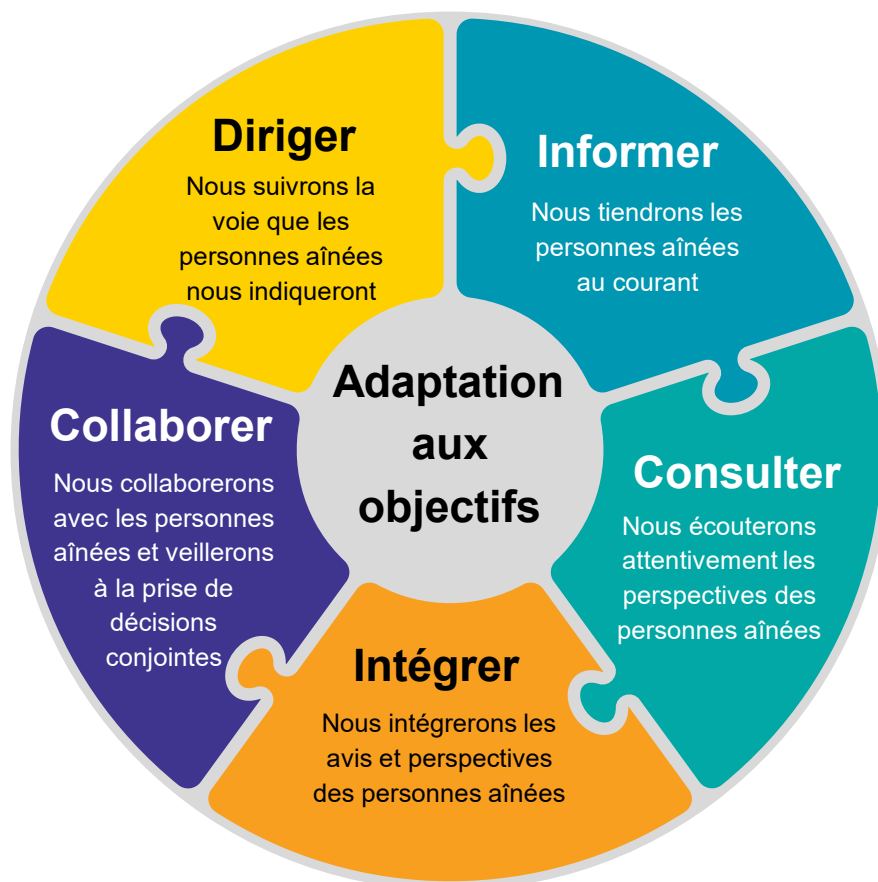 Diriger
Nous suivrons la
voie que les
personnes aînées
nous indiqueront
Informer
Nous tiendrons les
personnes aînées
au courant
Adaptation
aux
objectifs
Collaborer
Nous collaborerons
avec les personnes
aînées et veillerons
à la prise de
décisions
conjointes
Consulter
Nous écouterons
attentivement les
perspectives des
personnes aînées
Intégrer
Nous intégrerons les
avis et perspectives
des personnes aînées